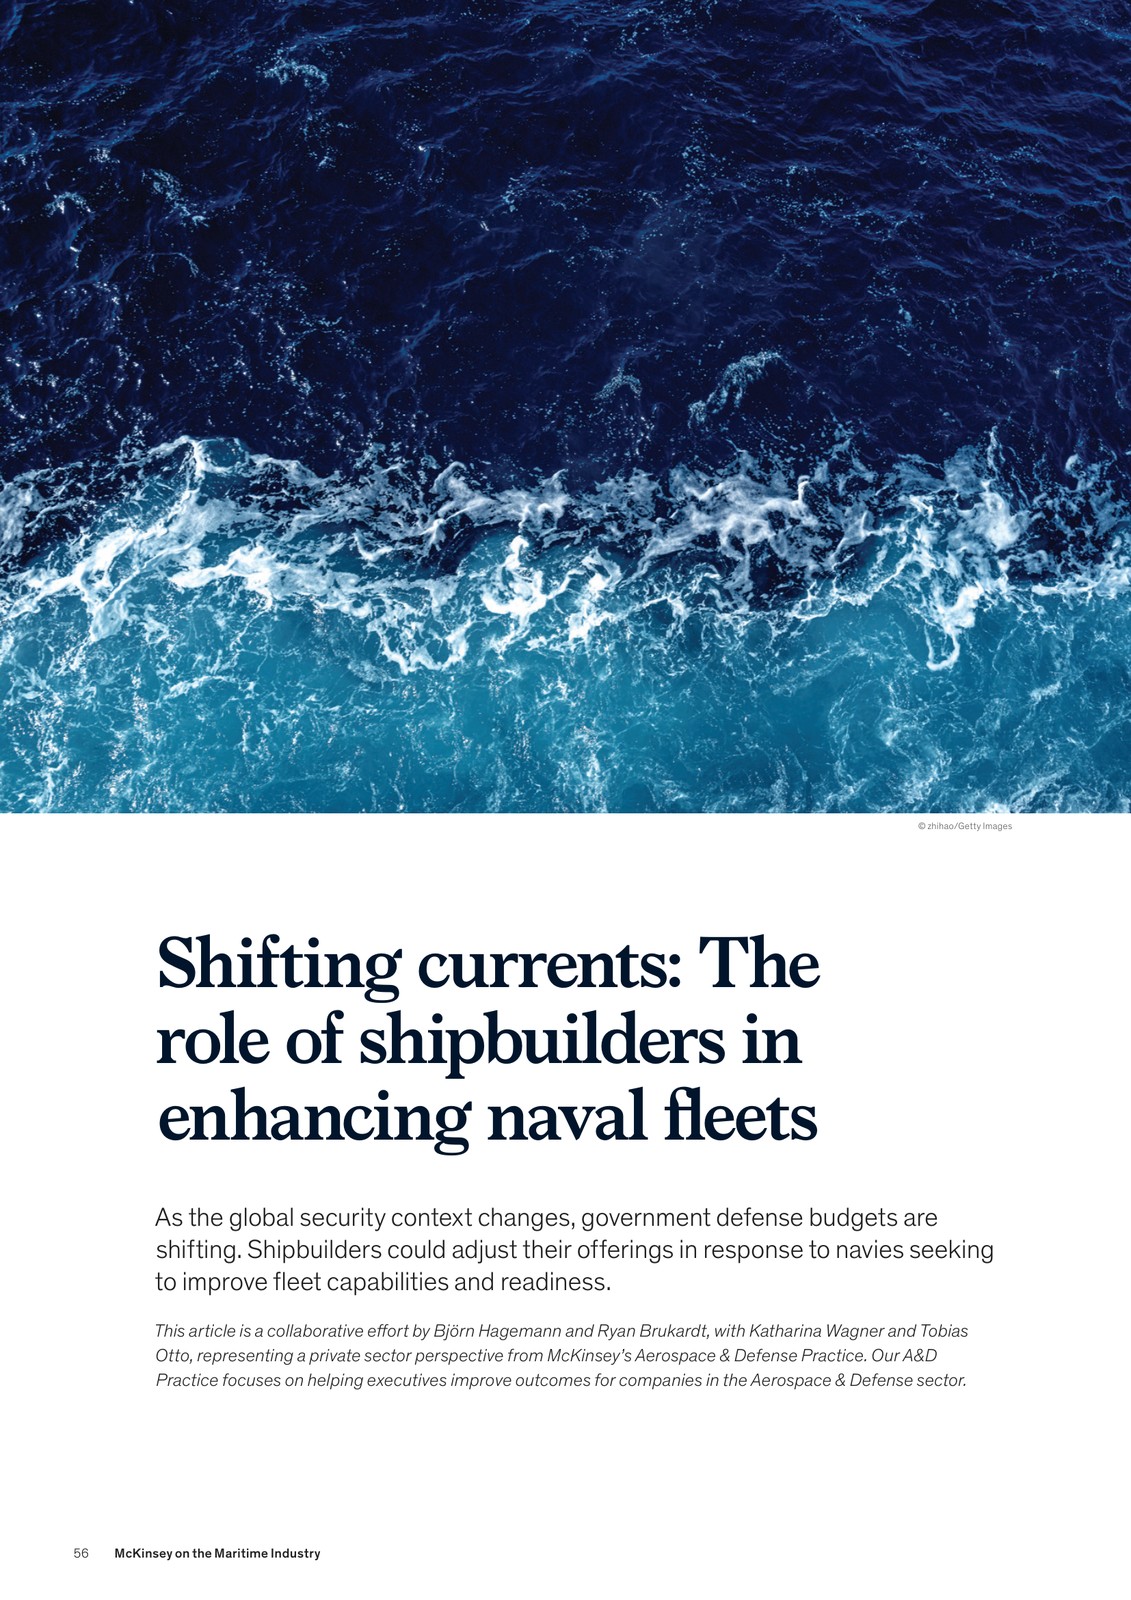 © zhihao/Getty Images
Shifting currents: The
role of shipbuilders in
enhancing naval fleets
As the global security context changes, government defense budgets are
shifting. Shipbuilders could adjust their offerings in response to navies seeking
to improve fleet capabilities and readiness.
This article is a collaborative effort by Björn Hagemann and Ryan Brukardt, with Katharina Wagner and Tobias
Otto, representing a private sector perspective from McKinsey’s Aerospace & Defense Practice. Our A&D
Practice focuses on helping executives improve outcomes for companies in the Aerospace & Defense sector.
56 McKinsey on the Maritime Industry